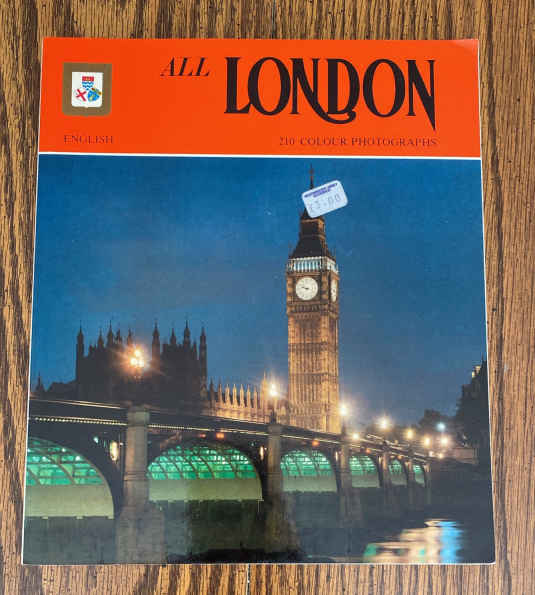 ALL LONDON
ENGLISH
210 COLOUR PHOTOGRAPHS
£3.00